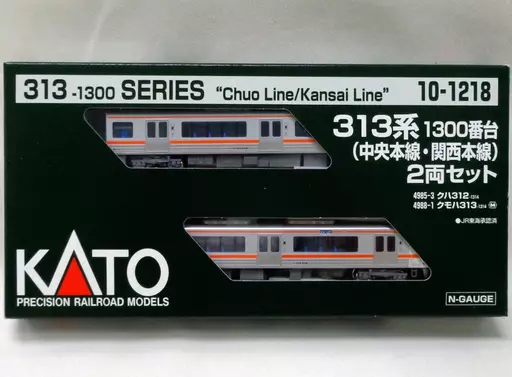 313 -1300 SERIES "Chuo Line/Kansai Line" 10-1218
313系 1300番台
(中央本線・関西本線)
2両セット
4985-3 クハ312-1314
4988-1 クモハ313-1314 M
●JR東海承認済
KATO
PRECISION RAILROAD MODELS
N-GAUGE